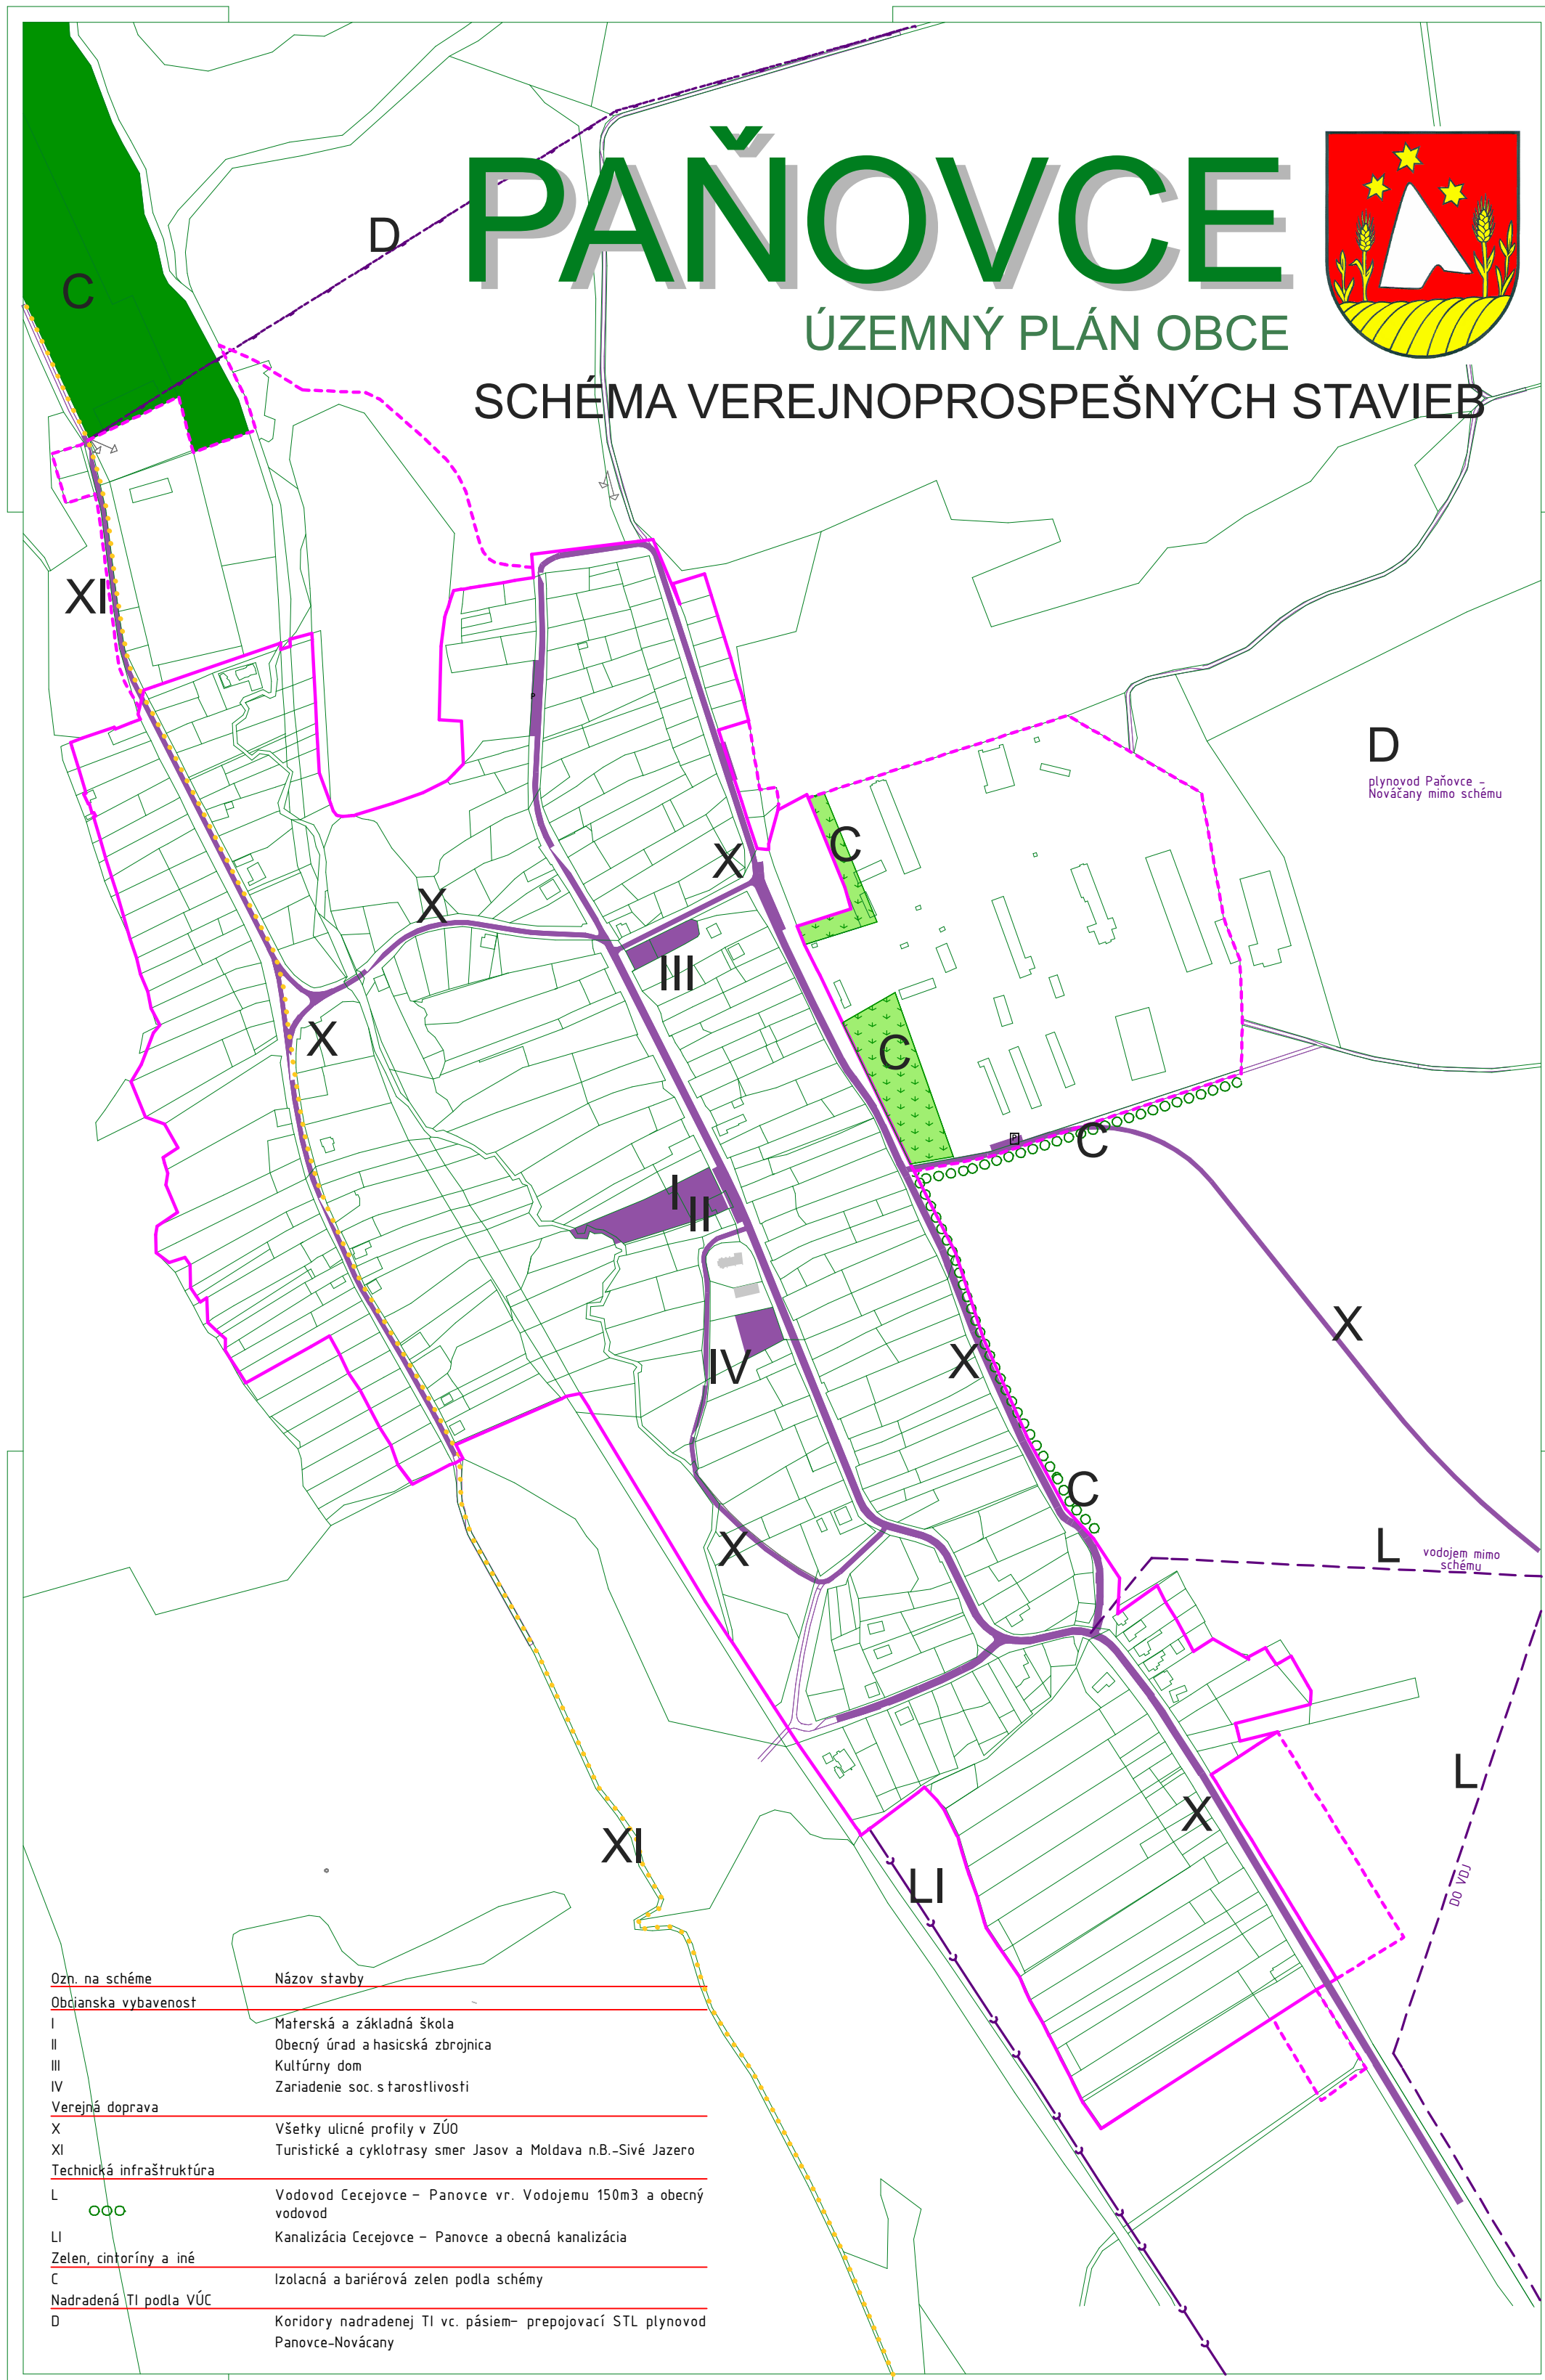 PAŇOVCE
ÚZEMNÝ PLÁN OBCE
SCHÉMA VEREJNOPROSPEŠNÝCH STAVIEB
D
C
XI
P
D
plynovod Paňovce -
Nováčany mimo schému
X
C
X
III
C
X
P
C
I
II
X
IV
X
C
X
L
vodojem mimo
schému
L
X
XI
LI
DO VDJ
Ozn. na schéme Názov stavby
Obcianska vybavenost
I Materská a základná škola
II Obecný úrad a hasicská zbrojnica
III Kultúrny dom
IV Zariadenie soc. starostlivosti
Verejná doprava
X Všetky ulicné profily v ZÚO
XI Turistické a cyklotrasy smer Jasov a Moldava n.B.-Sivé Jazero
Technická infraštruktúra
L Vodovod Cecejovce – Panovce vr. Vodojemu 150m3 a obecný
vodovod
LI Kanalizácia Cecejovce – Panovce a obecná kanalizácia
Zelen, cintoríny a iné
C Izolacná a bariérová zelen podla schémy
Nadradená TI podla VÚC
D Koridory nadradenej TI vc. pásiem– prepojovací STL plynovod
Panovce-Novácany